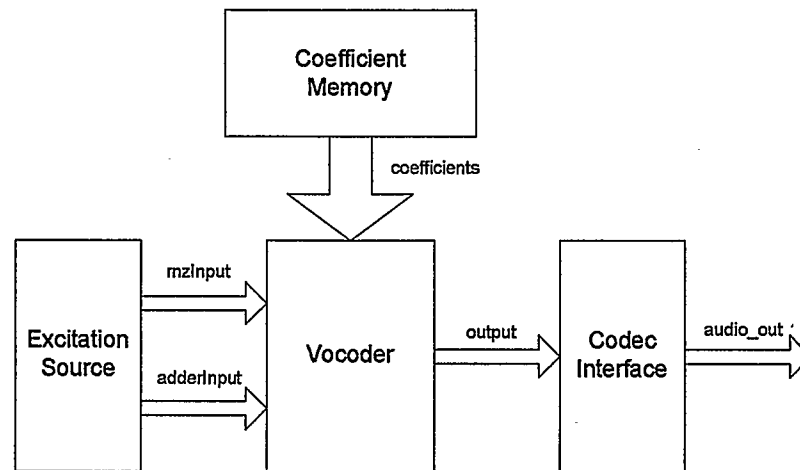 Coefficient
Memory
coefficients
mzInput
Excitation
Source
adderInput
Vocoder
output
Codec
Interface
audio_out